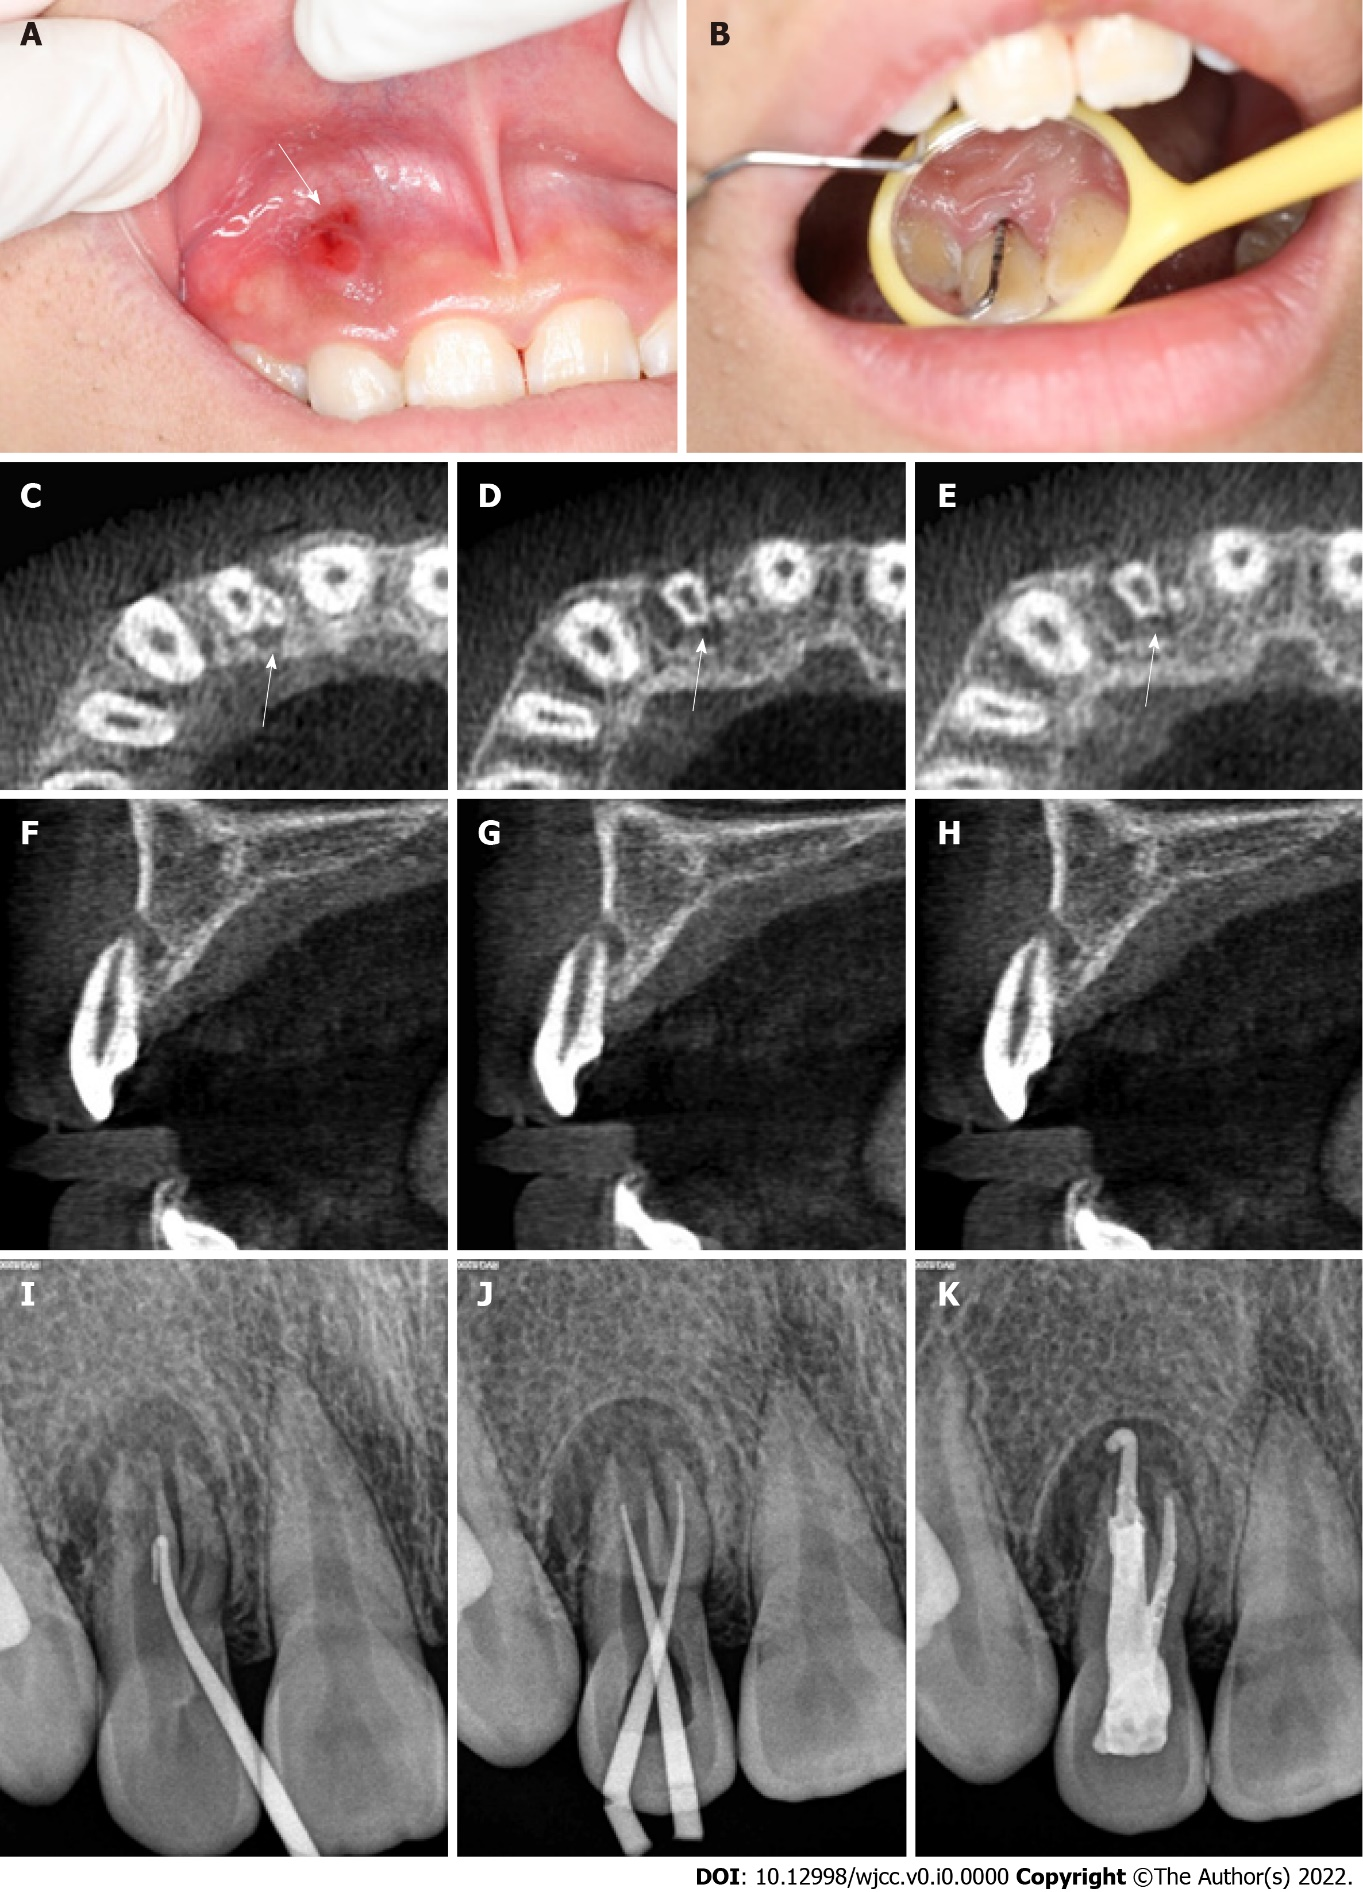 A
B
C
D
E
F
G
H
I
J
K
DOI: 10.12998/wjcc.v0.i0.0000 Copyright ©The Author(s) 2022.